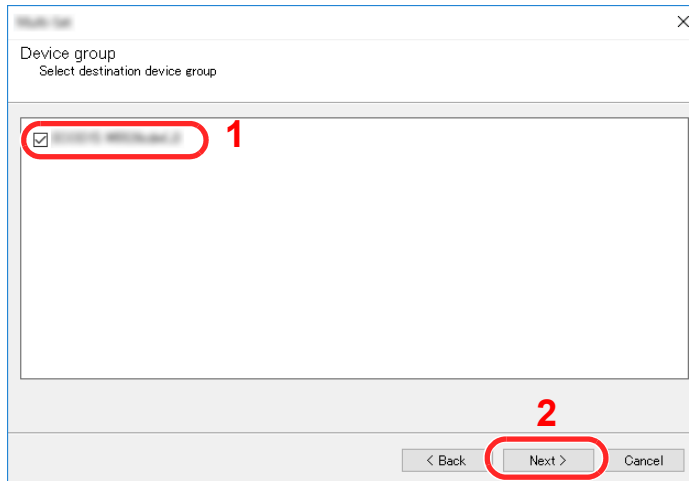 Device group
Select destination device group
1
2
< Back
Next >
Cancel